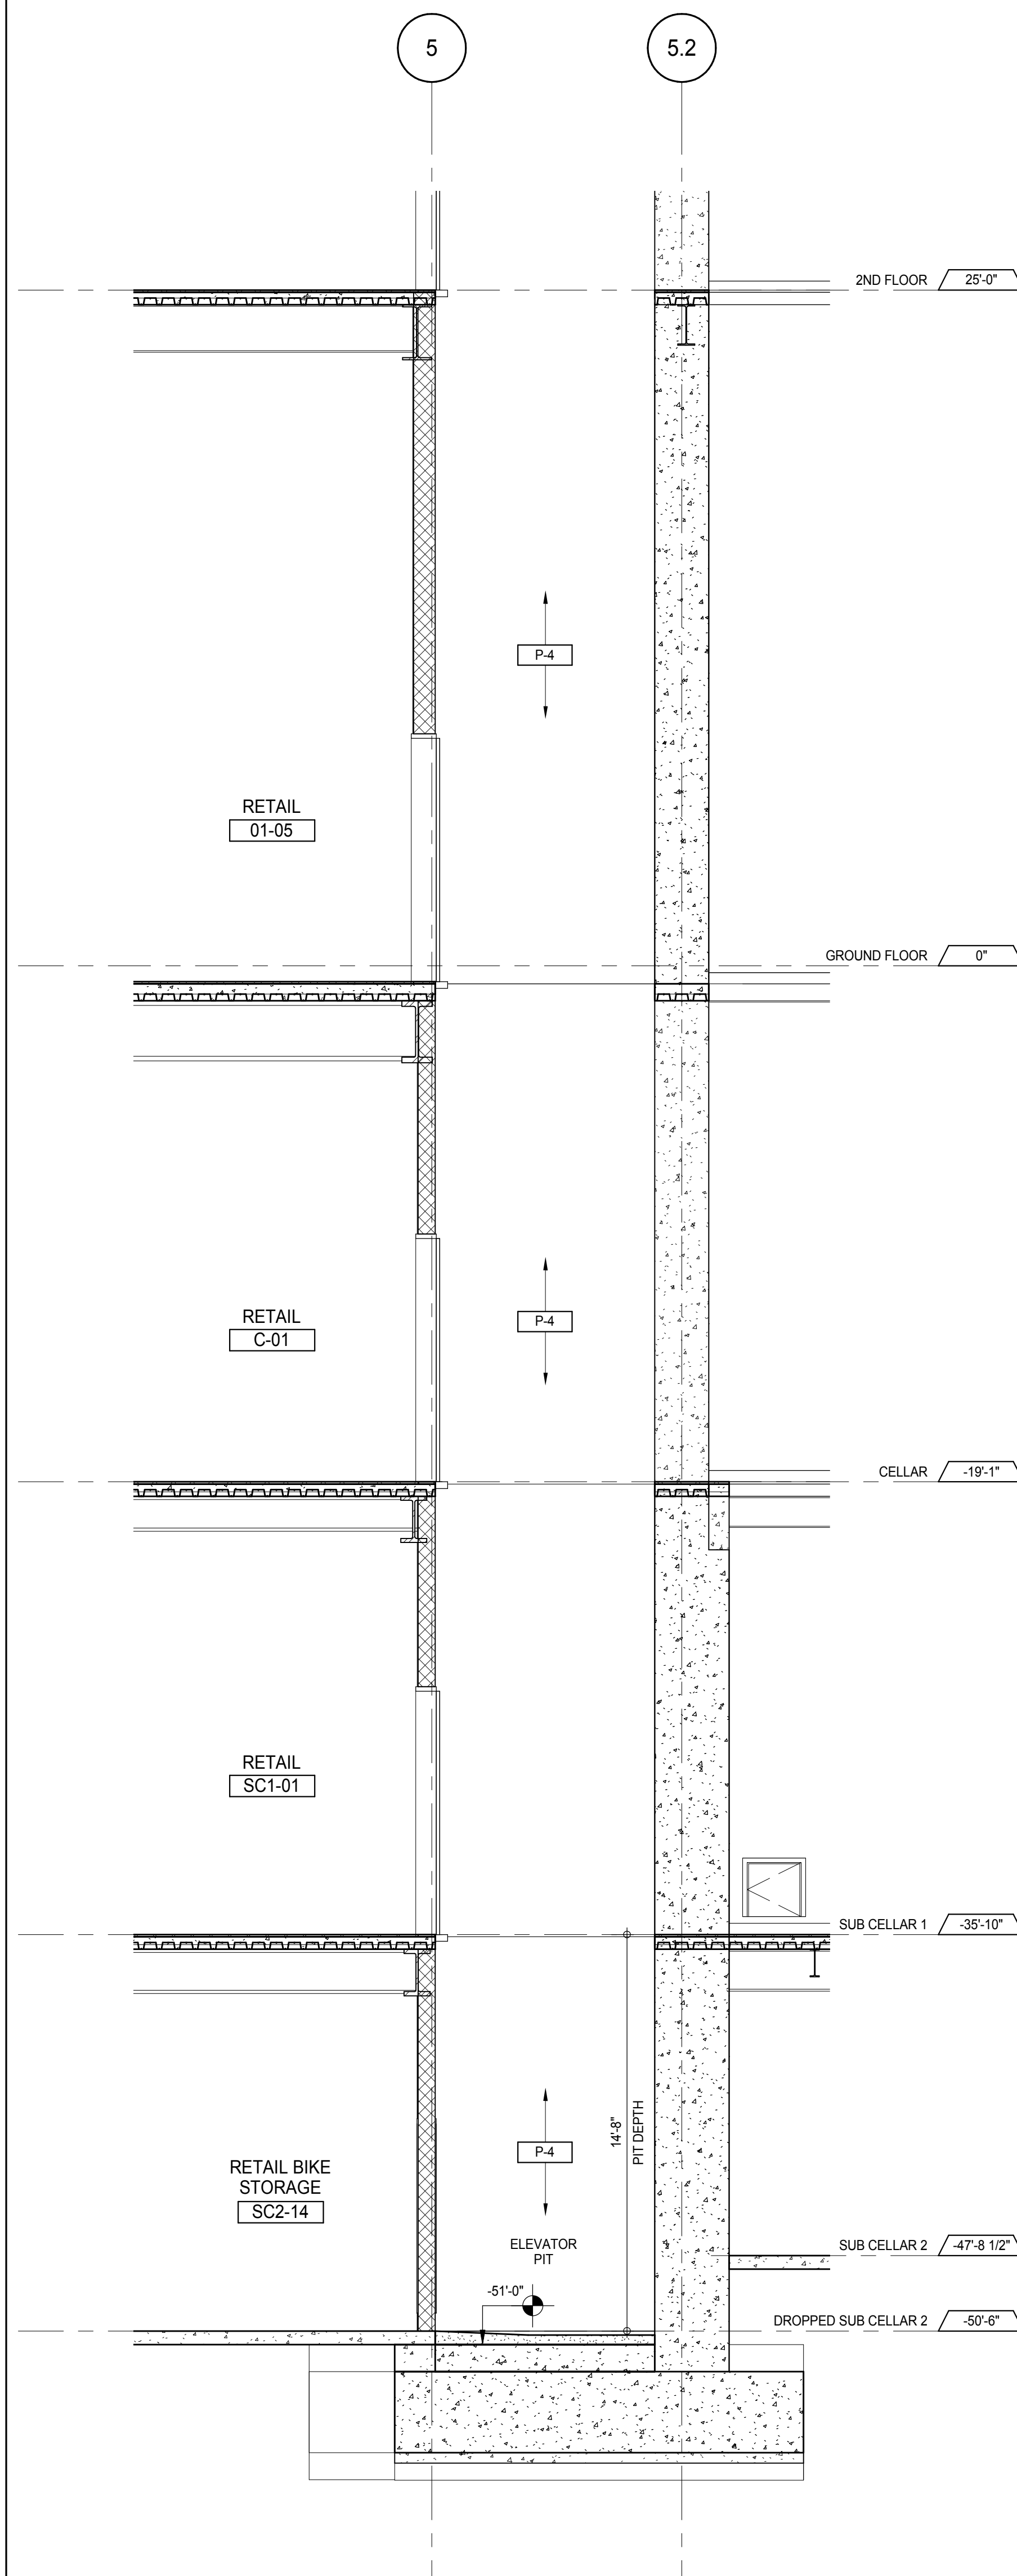 5
5.2
2ND FLOOR 25'-0"
P-4
RETAIL
01-05
GROUND FLOOR 0"
RETAIL
C-01
P-4
CELLAR -19'-1"
RETAIL
SC1-01
SUB CELLAR 1 -35'-10"
14'-8"
PIT DEPTH
P-4
RETAIL BIKE
STORAGE
SC2-14
ELEVATOR
PIT
SUB CELLAR 2 -47'-8 1/2"
-51'-0"
DROPPED SUB CELLAR 2 -50'-6"